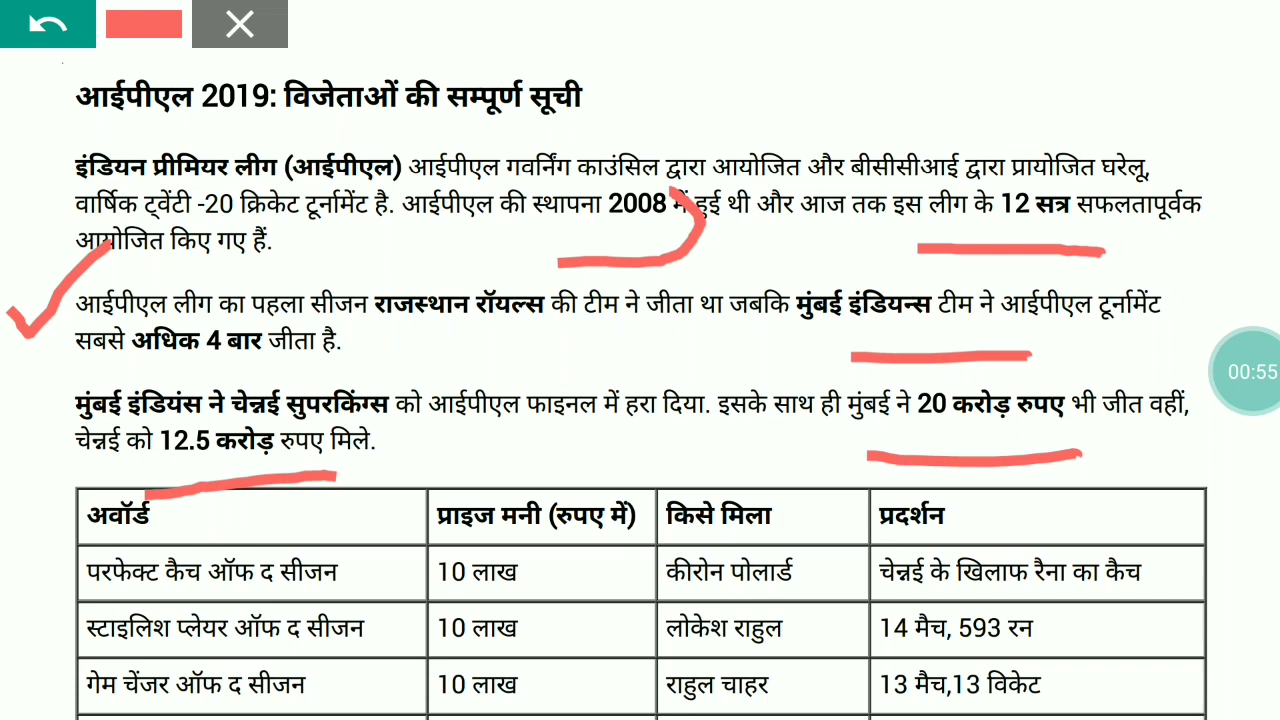 आईपीएल 2019: विजेताओं की सम्पूर्ण सूची
इंडियन प्रीमियर लीग (आईपीएल) आईपीएल गवर्निंग काउंसिल द्वारा आयोजित और बीसीसीआई द्वारा प्रायोजित घरेलू,
वार्षिक ट्वेंटी -20 क्रिकेट टूर्नामेंट है. आईपीएल की स्थापना 2008 में हुई थी और आज तक इस लीग के 12 सत्र सफलतापूर्वक
आयोजित किए गए हैं.
आईपीएल लीग का पहला सीजन राजस्थान रॉयल्स की टीम ने जीता था जबकि मुंबई इंडियन्स टीम ने आईपीएल टूर्नामेंट
सबसे अधिक 4 बार जीता है.
00:55
मुंबई इंडियंस ने चेन्नई सुपरकिंग्स को आईपीएल फाइनल में हरा दिया. इसके साथ ही मुंबई ने 20 करोड़ रुपए भी जीत वहीं,
चेन्नई को 12.5 करोड़ रुपए मिले.
अवॉर्ड प्राइज मनी (रुपए में) किसे मिला प्रदर्शन
परफेक्ट कैच ऑफ द सीजन 10 लाख कीरोन पोलार्ड चेन्नई के खिलाफ रैना का कैच
स्टाइलिश प्लेयर ऑफ द सीजन 10 लाख लोकेश राहुल 14 मैच, 593 रन
गेम चेंजर ऑफ द सीजन 10 लाख राहुल चाहर 13 मैच,13 विकेट